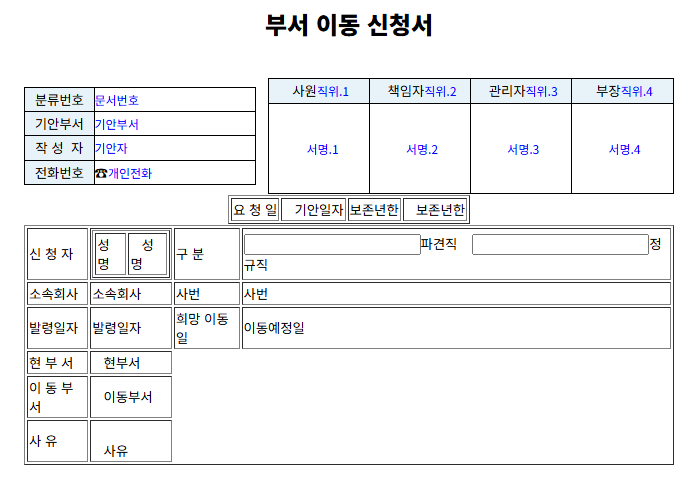 부서 이동 신청서
분류번호 문서번호
기안부서 기안부서
작 성 자 기안자
전화번호 ☎개인전화
사원직위.1 책임자직위.2 관리자직위.3 부장직위.4
서명.1 서명.2 서명.3 서명.4
요 청 일 기안일자 보존년한 보존년한
신 청 자 성명 성명 구 분 파견직 정규직
소속회사 소속회사 사번 사번
발령일자 발령일자 희망 이동일 이동예정일
현 부 서 현부서
이 동 부서 이동부서
사 유 사유